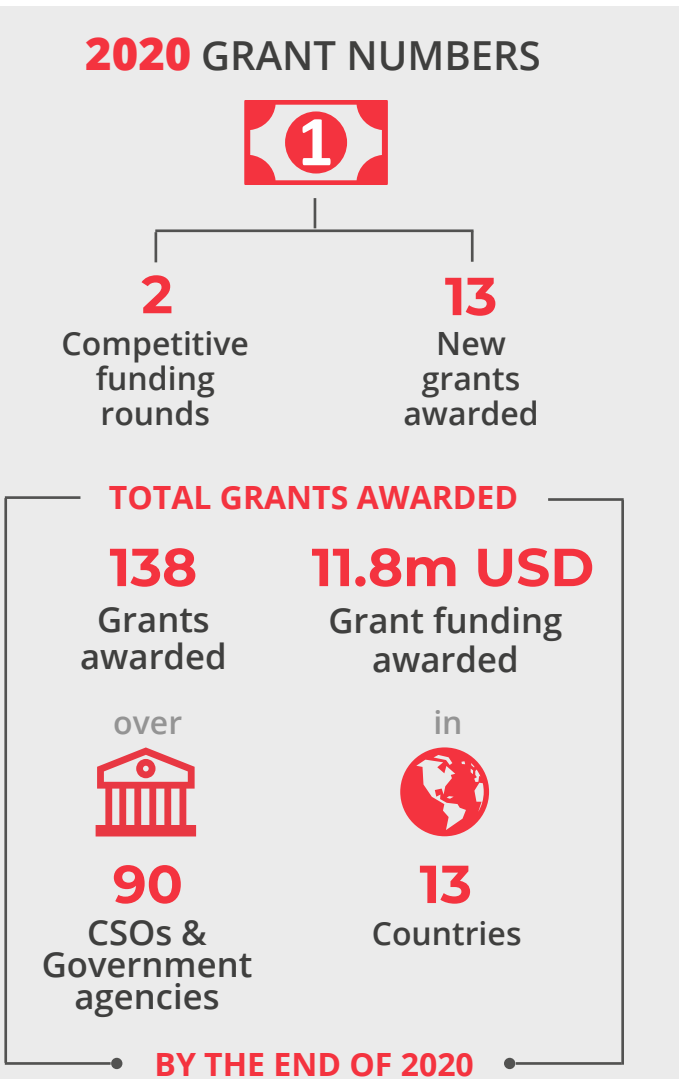 2020 GRANT NUMBERS
1
2
Competitive
funding
rounds
13
New
grants
awarded
TOTAL GRANTS AWARDED
138
Grants
awarded
11.8m USD
Grant funding
awarded
over
in
90
CSOs &
Government
agencies
13
Countries
BY THE END OF 2020